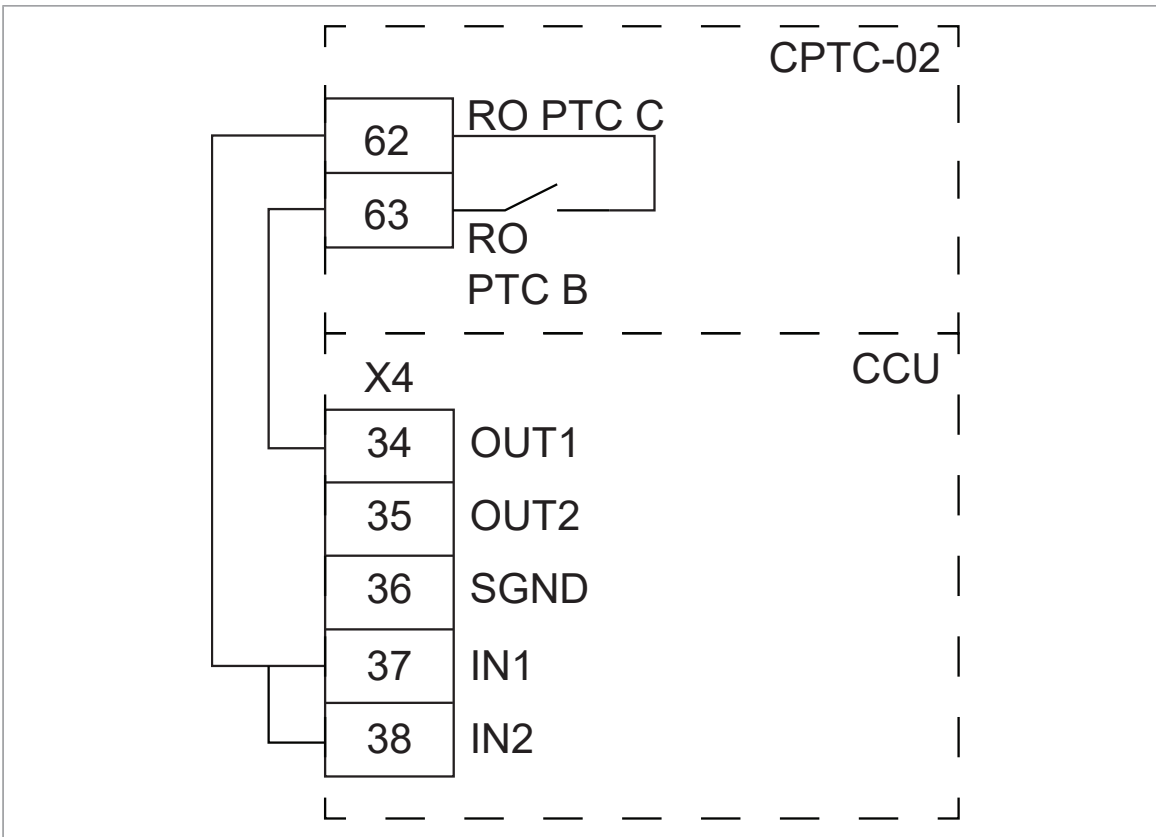 CPTC-02
62
RO PTC C
63
RO
PTC B
CCU
X4
34 OUT1
35 OUT2
36 SGND
37 IN1
38 IN2